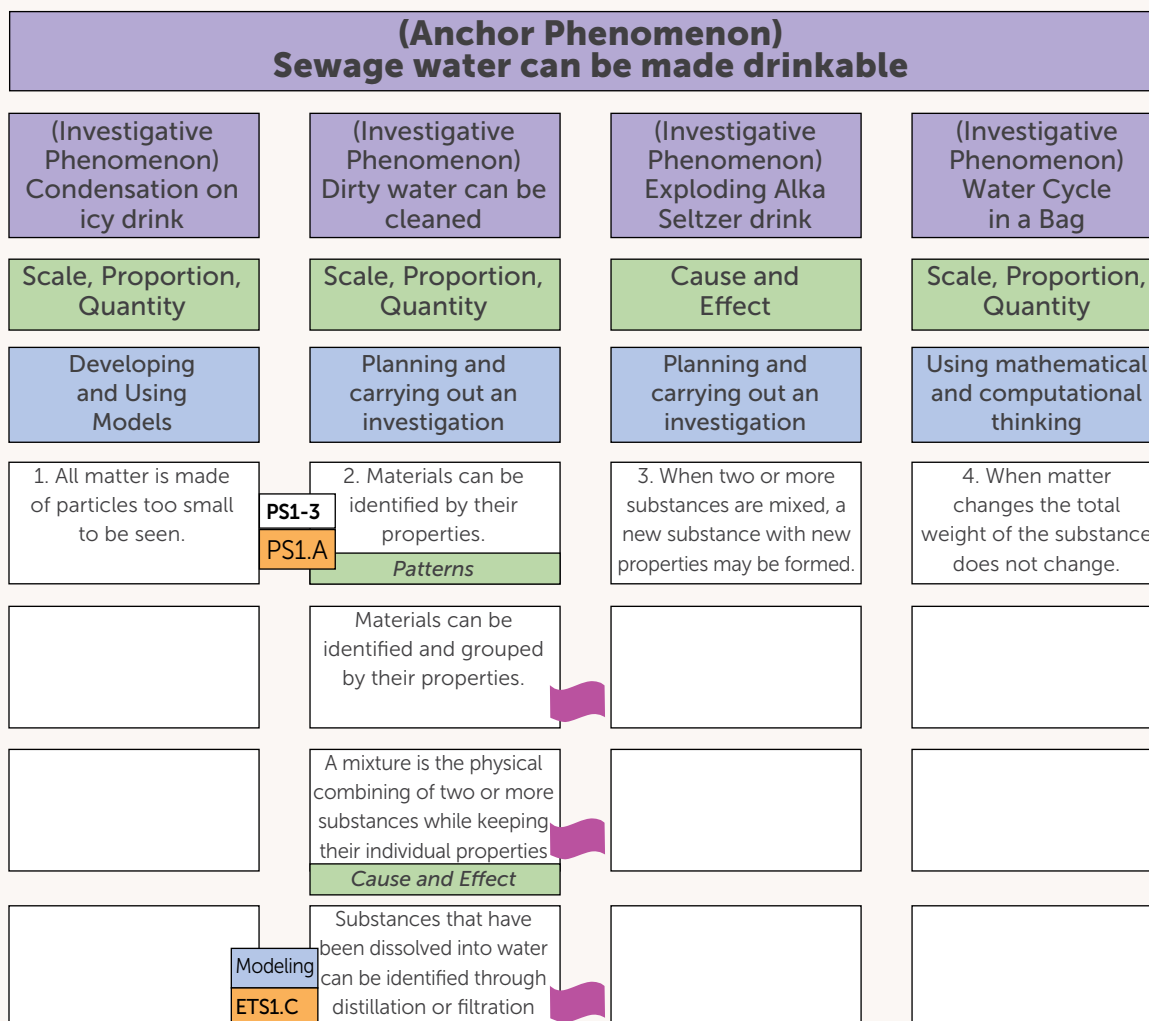 (Anchor Phenomenon)
Sewage water can be made drinkable
(Investigative
Phenomenon)
Condensation on
icy drink
(Investigative
Phenomenon)
Dirty water can be
cleaned
(Investigative
Phenomenon)
Exploding Alka
Seltzer drink
(Investigative
Phenomenon)
Water Cycle
in a Bag
Scale, Proportion,
Quantity
Scale, Proportion,
Quantity
Cause and
Effect
Scale, Proportion,
Quantity
Developing
and Using
Models
Planning and
carrying out an
investigation
Planning and
carrying out an
investigation
Using mathematical
and computational
thinking
1. All matter is made
of particles too small
to be seen.
PS1-3
PS1.A
2. Materials can be
identified by their
properties.
Patterns
3. When two or more
substances are mixed, a
new substance with new
properties may be formed.
4. When matter
changes the total
weight of the substance
does not change.
Materials can be
identified and grouped
by their properties.
A mixture is the physical
combining of two or more
substances while keeping
their individual properties
Cause and Effect
Modeling
ETS1.C
Substances that have
been dissolved into water
can be identified through
distillation or filtration